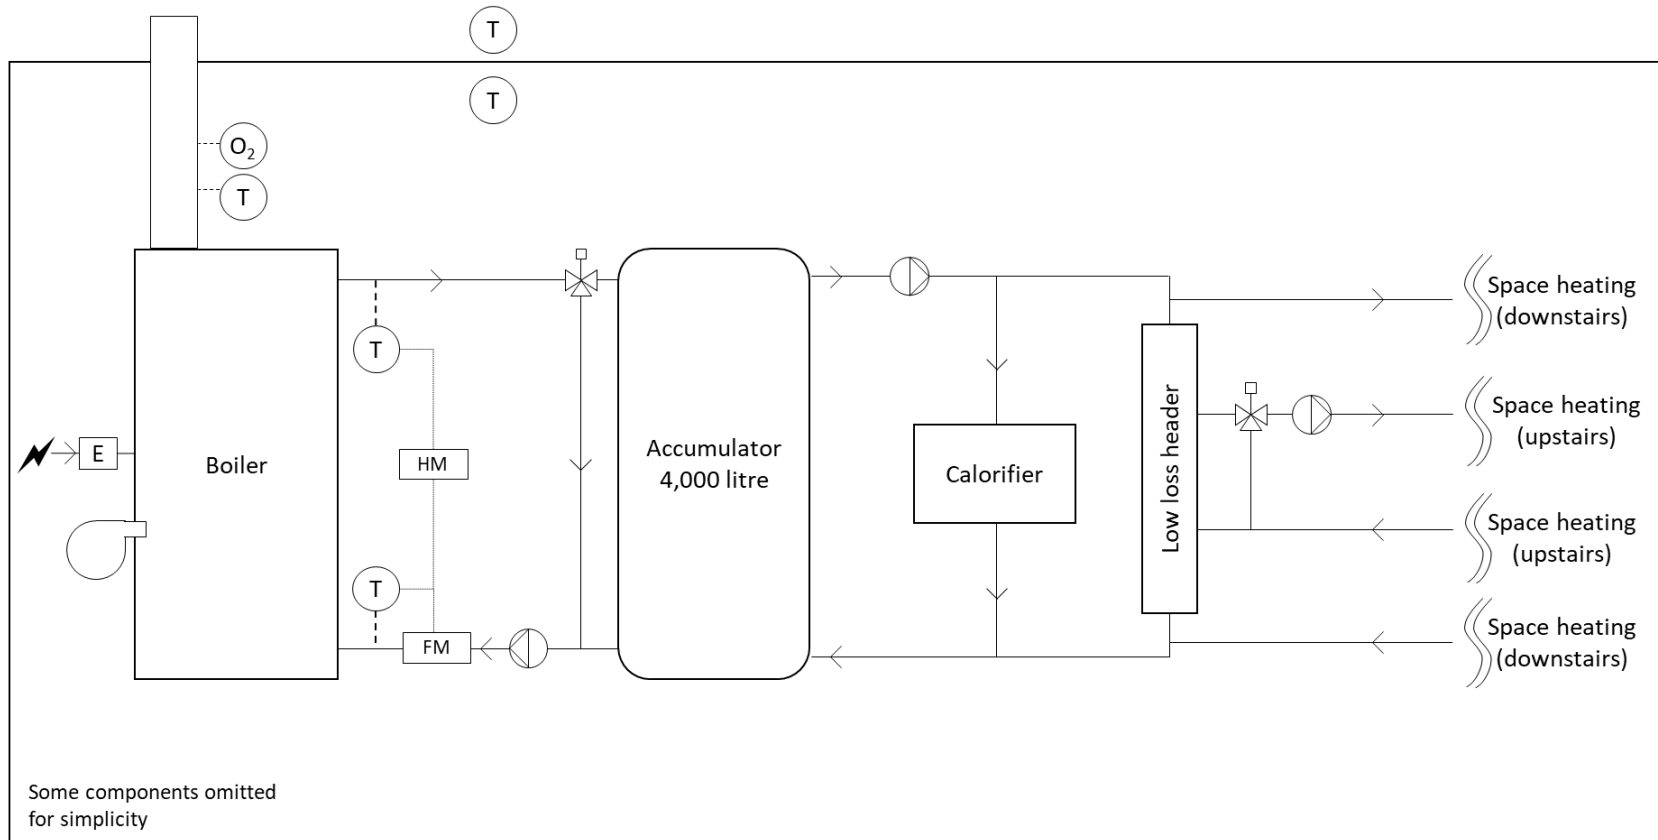 T
T
O₂
T
Boiler
E
T
HM
T
FM
Accumulator
4,000 litre
Calorifier
Low loss header
Space heating
(downstairs)
Space heating
(upstairs)
Space heating
(upstairs)
Space heating
(downstairs)
Some components omitted
for simplicity